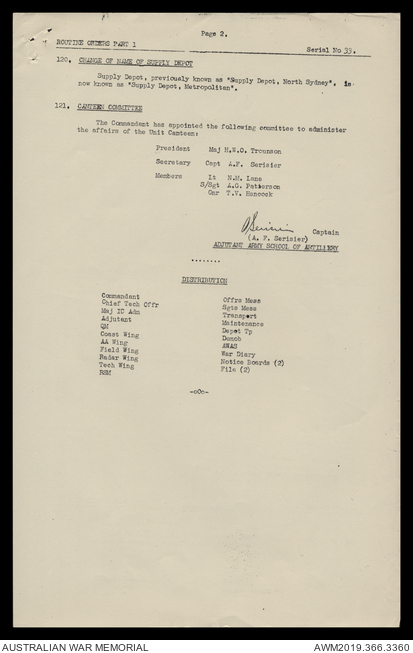 Page 2.
ROUTINE ORDERS PART 1
Serial No 33.
120. CHANGE OF NAME OF SUPPLY DEPOT
Supply Depot, previously known as "Supply Depot, North Sydney", is
now known as "Supply Depot, Metropolitan".
121. CANTEEN COMMITTEE
The Commandant has appointed the following committee to administer
the affairs of the Unit Canteen:
President Maj H.W.O. Trounson
Secretary Capt A.F. Serisier
Members Lt N.M. Lane
S/Sgt A.G. Patterson
Gnr T.V. Hancock
A Serisier Captain
(A. F. Serisier)
ADJUTANT ARMY SCHOOL OF ARTILLERY
........
DISTRIBUTION
Commandant
Chief Tech Offr
Maj IC Adm
Adjutant
QM
Coast Wing
AA Wing
Field Wing
Radar Wing
Tech Wing
RSM
Offrs Mess
Sgts Mess
Transport
Maintenance
Depot Tp
Demob
AWAS
War Diary
Notice Boards (2)
File (2)
-oOo-
AUSTRALIAN WAR MEMORIAL
AWM2019.366.3360